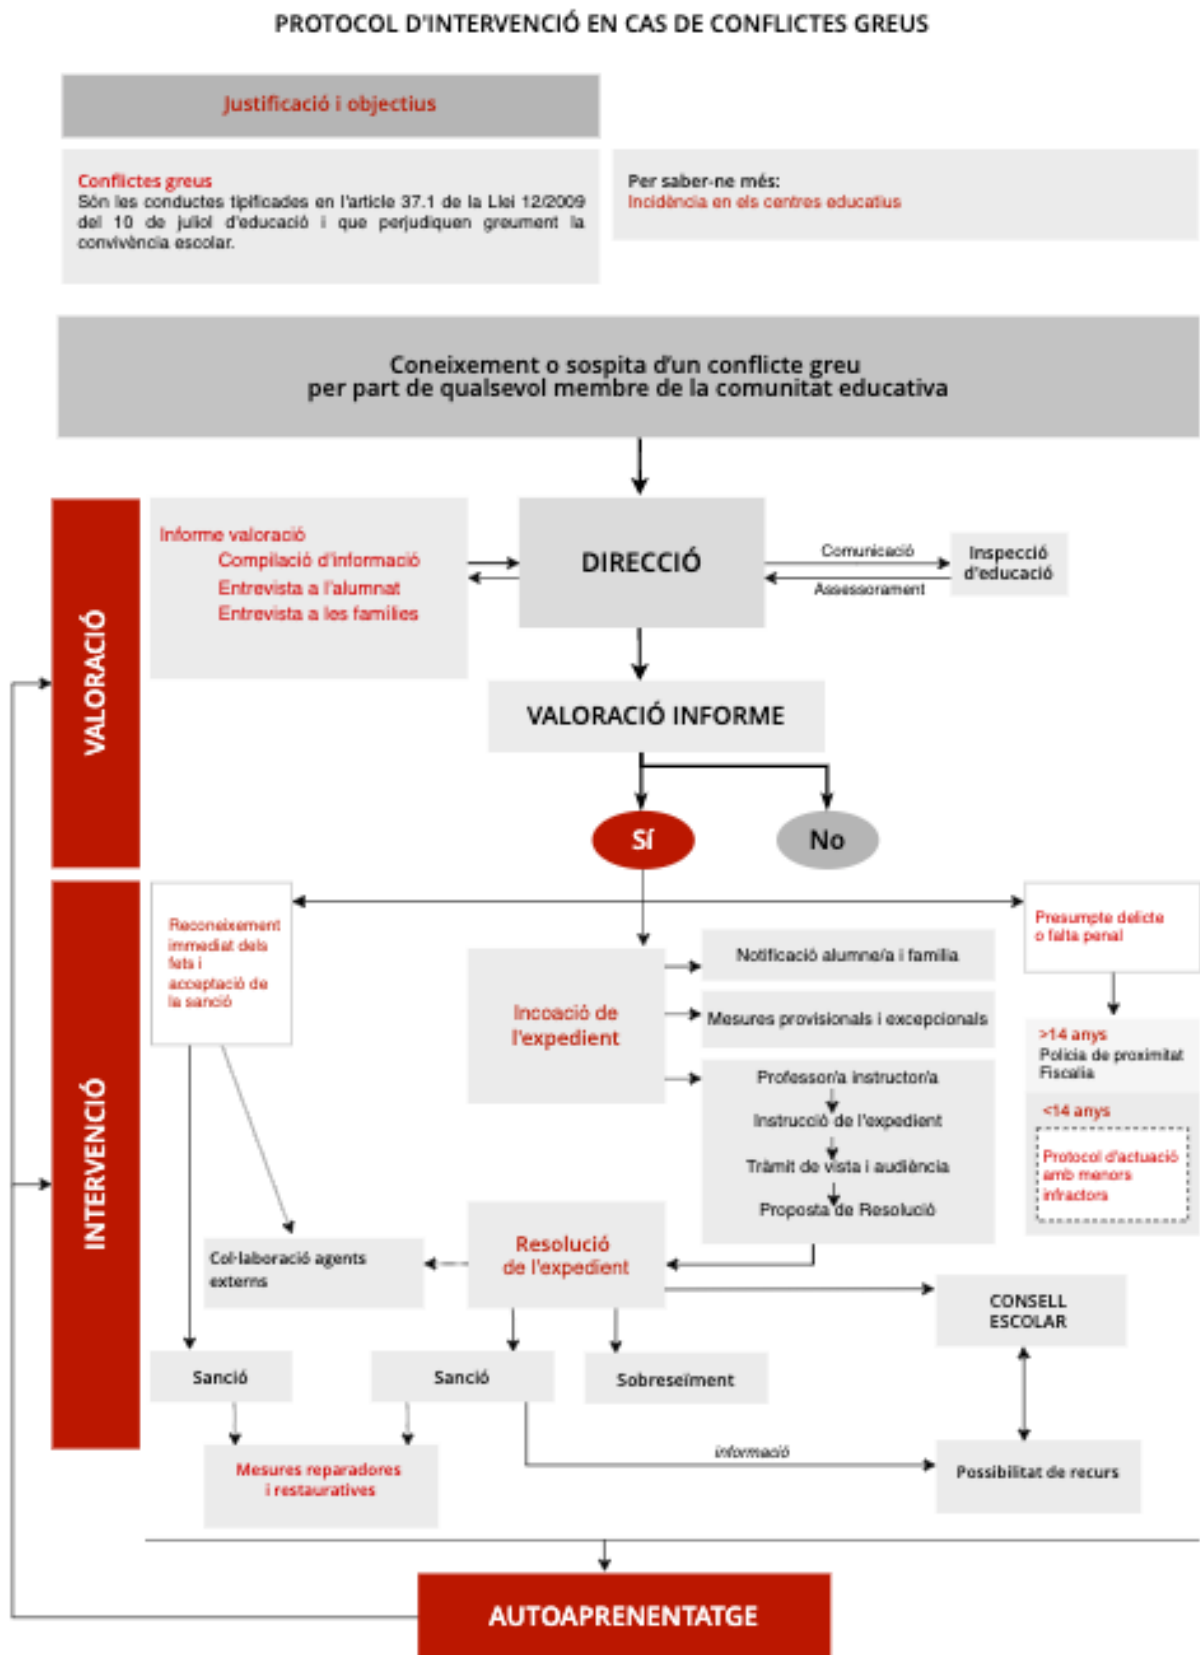 PROTOCOL D'INTERVENCIÓ EN CAS DE CONFLICTES GREUS
Justificació i objectius
Conflictes greus
Són les conductes tipificades en l'article 37.1 de la Llei 12/2009
del 10 de juliol d'educació i que perjudiquen greument la
convivència escolar.
Per saber-ne més:
Incidència en els centres educatius
Coneixement o sospita d'un conflicte greu
per part de qualsevol membre de la comunitat educativa
VALORACIÓ
Informe valoració
Compilació d'informació
Entrevista a l'alumnat
Entrevista a les famílies
DIRECCIÓ
Comunicació
Assessorament
Inspecció
d'educació
VALORACIÓ INFORME
Sí
No
INTERVENCIÓ
Reconeixement
immediat dels
fets i
acceptació de
la sanció
Presumpte delicte
o falta penal
Incoació de
l'expedient
Notificació alumne/a i família
Mesures provisionals i excepcionals
Professor/a instructor/a
Instrucció de l'expedient
Tràmit de vista i audiència
Proposta de Resolució
>14 anys
Policia de proximitat
Fiscalia
<14 anys
Protocol d'actuació
amb menors
infractors
Resolució
de l'expedient
Col·laboració agents
externs
CONSELL
ESCOLAR
Sanció
Sanció
Sobreseïment
Mesures reparadores
i restauratives
informació
Possibilitat de recurs
AUTOAPRENENTATGE